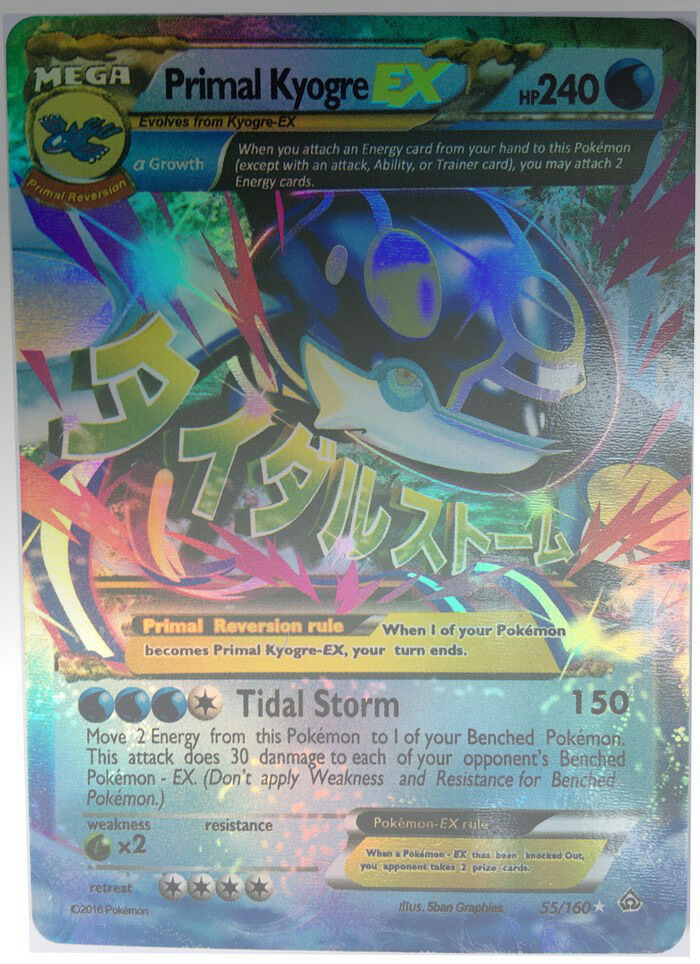 MEGA
Primal Kyogre EX
HP240
Evolves from Kyogre-EX
Primal Reversion
α Growth
When you attach an Energy card from your hand to this Pokémon
(except with an attack, Ability, or Trainer card), you may attach 2
Energy cards.
タイダルストーム
Primal Reversion rule
When 1 of your Pokémon
becomes Primal Kyogre-EX, your turn ends.
Tidal Storm 150
Move 2 Energy from this Pokémon to 1 of your Benched Pokémon.
This attack does 30 danmage to each of your opponent's Benched
Pokémon - EX. (Don't apply Weakness and Resistance for Benched
Pokémon.)
weakness resistance
×2
Pokémon-EX rule
When a Pokémon - EX thas been knocked Out,
you apponent takes 2 prize cards.
retreat
©2016 Pokémon
Illus. 5ban Graphies
55/160★